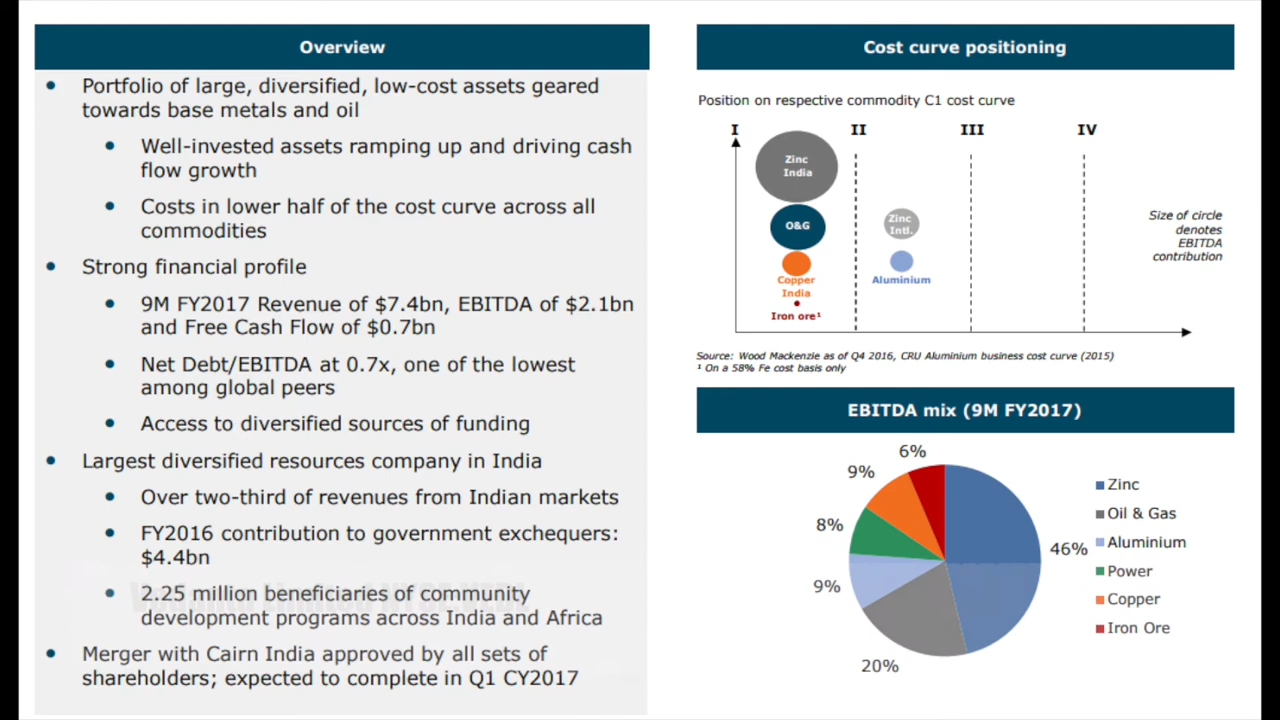 Overview
• Portfolio of large, diversified, low-cost assets geared
towards base metals and oil
• Well-invested assets ramping up and driving cash
flow growth
• Costs in lower half of the cost curve across all
commodities
• Strong financial profile
• 9M FY2017 Revenue of $7.4bn, EBITDA of $2.1bn
and Free Cash Flow of $0.7bn
• Net Debt/EBITDA at 0.7x, one of the lowest
among global peers
• Access to diversified sources of funding
• Largest diversified resources company in India
• Over two-third of revenues from Indian markets
• FY2016 contribution to government exchequers:
$4.4bn
• 2.25 million beneficiaries of community
development programs across India and Africa
• Merger with Cairn India approved by all sets of
shareholders; expected to complete in Q1 CY2017
Cost curve positioning
Position on respective commodity C1 cost curve
I II III IV
Zinc
India
O&G
Zinc
Intl.
Copper
India
Aluminium
Iron ore¹
Size of circle
denotes
EBITDA
contribution
Source: Wood Mackenzie as of Q4 2016, CRU Aluminium business cost curve (2015)
¹ On a 58% Fe cost basis only
EBITDA mix (9M FY2017)
6%
9%
8%
9%
20%
46%
Zinc
Oil & Gas
Aluminium
Power
Copper
Iron Ore